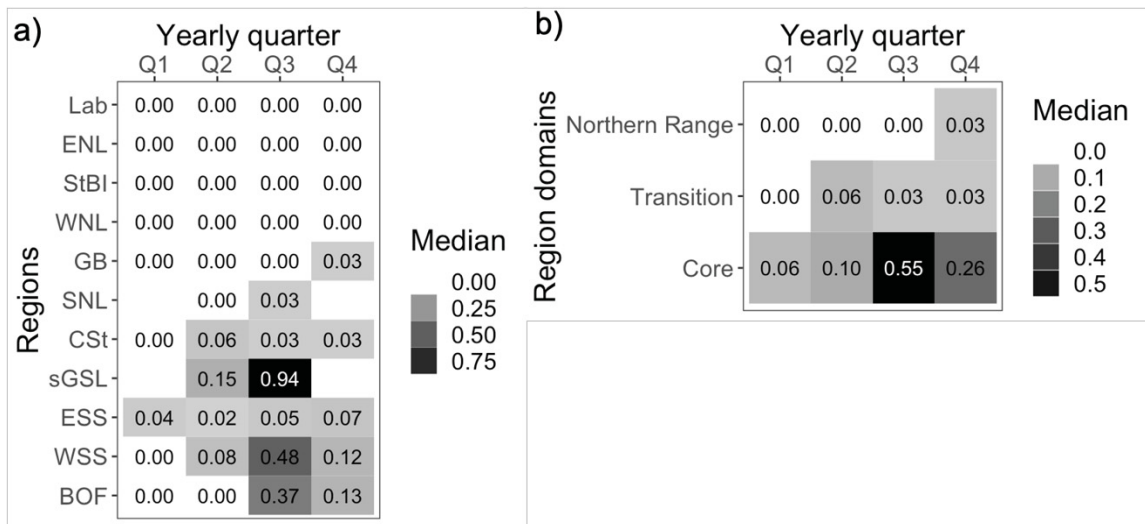 a)
Yearly quarter
Q1 Q2 Q3 Q4
Regions
Lab 0.00 0.00 0.00 0.00
ENL 0.00 0.00 0.00 0.00
StBI 0.00 0.00 0.00 0.00
WNL 0.00 0.00 0.00 0.00
GB 0.00 0.00 0.00 0.03
SNL 0.00 0.03
CSt 0.00 0.06 0.03 0.03
sGSL 0.15 0.94
ESS 0.04 0.02 0.05 0.07
WSS 0.00 0.08 0.48 0.12
BOF 0.00 0.00 0.37 0.13
Median
0.00
0.25
0.50
0.75
b)
Yearly quarter
Q1 Q2 Q3 Q4
Region domains
Northern Range 0.00 0.00 0.00 0.03
Transition 0.00 0.06 0.03 0.03
Core 0.06 0.10 0.55 0.26
Median
0.0
0.1
0.2
0.3
0.4
0.5